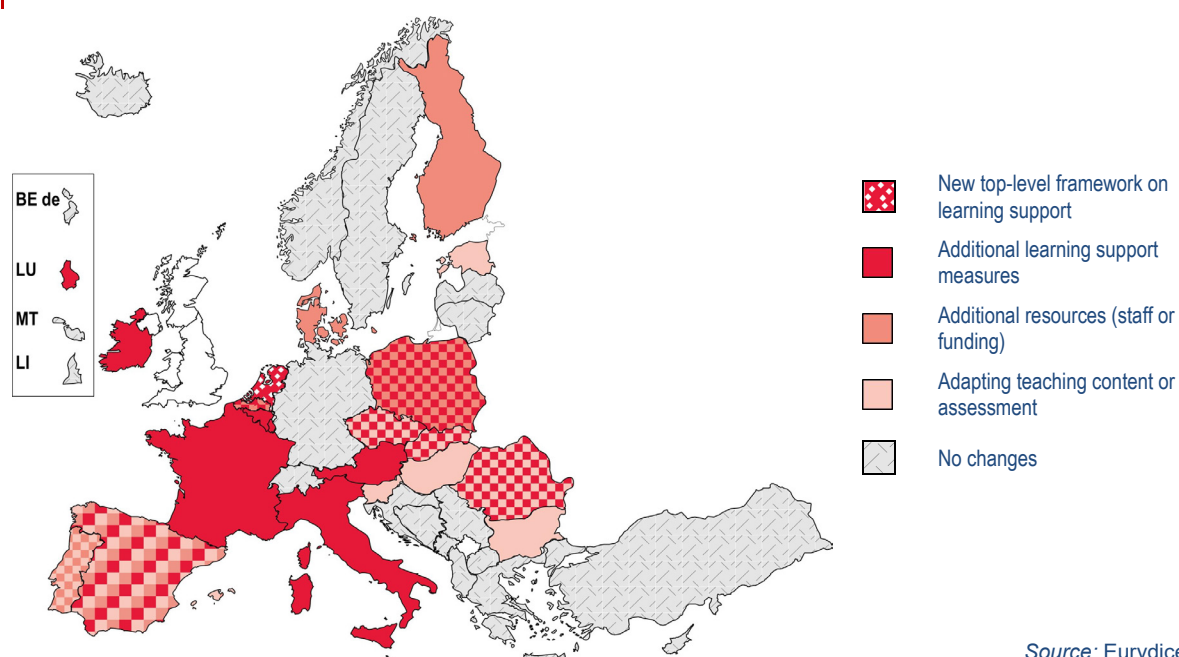 BE de
LU
MT
LI
New top-level framework on
learning support
Additional learning support
measures
Additional resources (staff or
funding)
Adapting teaching content or
assessment
No changes
Source: Eurydice